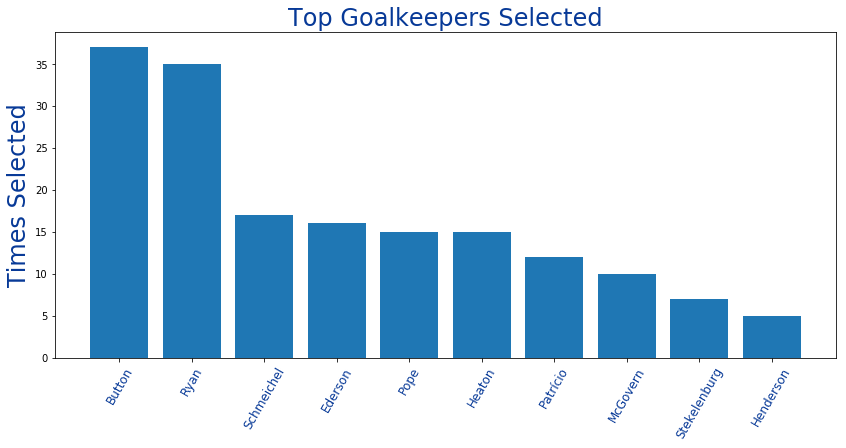 Top Goalkeepers Selected
Times Selected
35
30
25
20
15
10
5
0
Button
Ryan
Schmeichel
Ederson
Pope
Heaton
Patrício
McGovern
Stekelenburg
Henderson